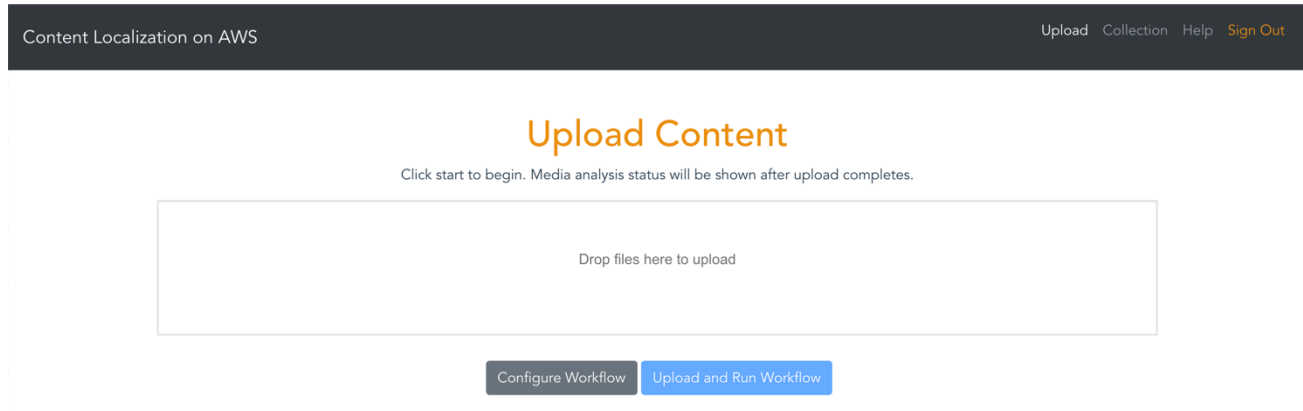 Content Localization on AWS
Upload Collection Help Sign Out
Upload Content
Click start to begin. Media analysis status will be shown after upload completes.
Drop files here to upload
Configure Workflow Upload and Run Workflow